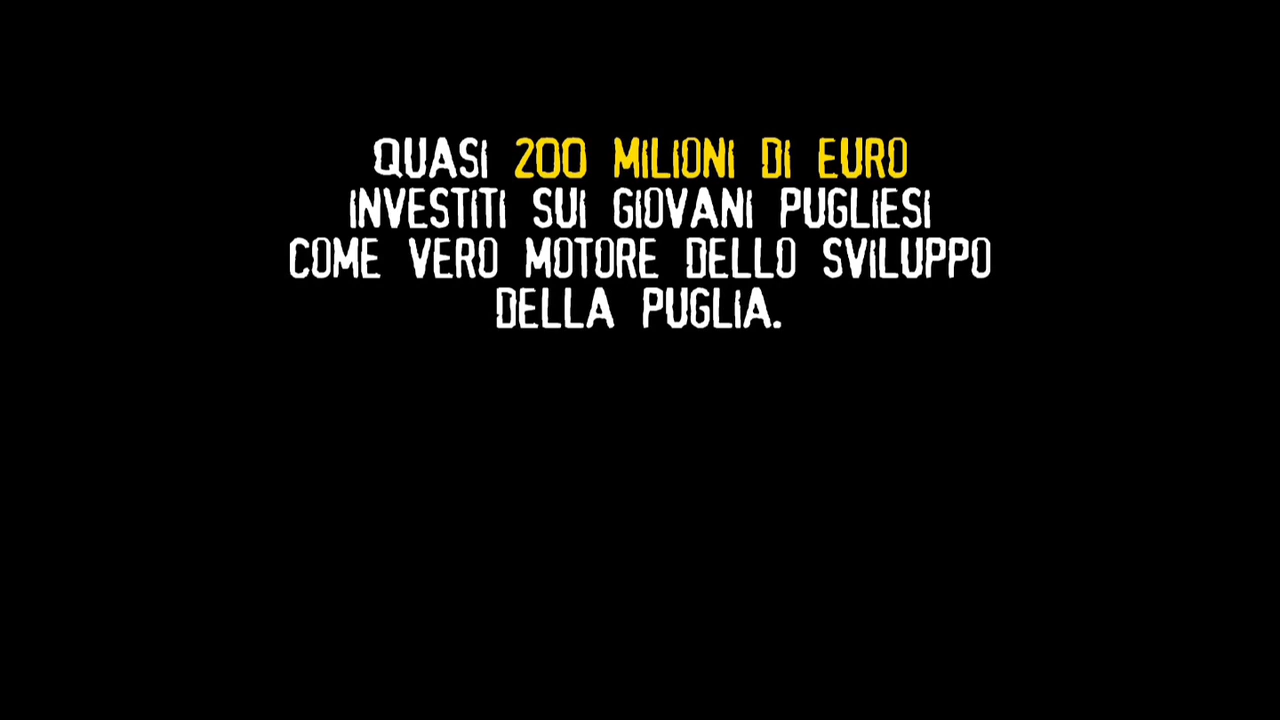 QUASI 200 MILIONI DI EURO
INVESTITI SUI GIOVANI PUGLIESI
COME VERO MOTORE DELLO SVILUPPO
DELLA PUGLIA.